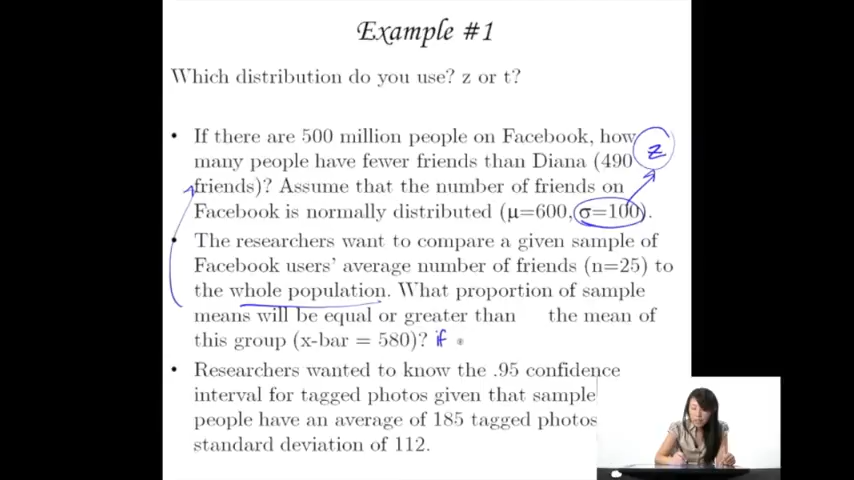 Example #1
Which distribution do you use? z or t?
• If there are 500 million people on Facebook, how
many people have fewer friends than Diana (490
z
friends)? Assume that the number of friends on
Facebook is normally distributed (μ=600, σ=100).
• The researchers want to compare a given sample of
Facebook users' average number of friends (n=25) to
the whole population. What proportion of sample
means will be equal or greater than the mean of
this group (x-bar = 580)? if
• Researchers wanted to know the .95 confidence
interval for tagged photos given that sample
people have an average of 185 tagged photos
standard deviation of 112.